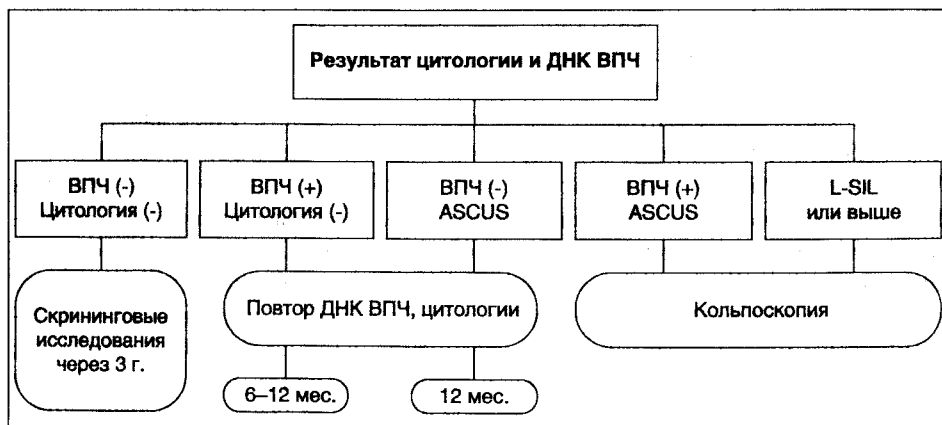 Результат цитологии и ДНК ВПЧ
ВПЧ (-)
Цитология (-)
ВПЧ (+)
Цитология (-)
ВПЧ (-)
ASCUS
ВПЧ (+)
ASCUS
L-SIL
или выше
Скрининговые
исследования
через 3 г.
Повтор ДНК ВПЧ, цитологии
Кольпоскопия
6–12 мес.
12 мес.